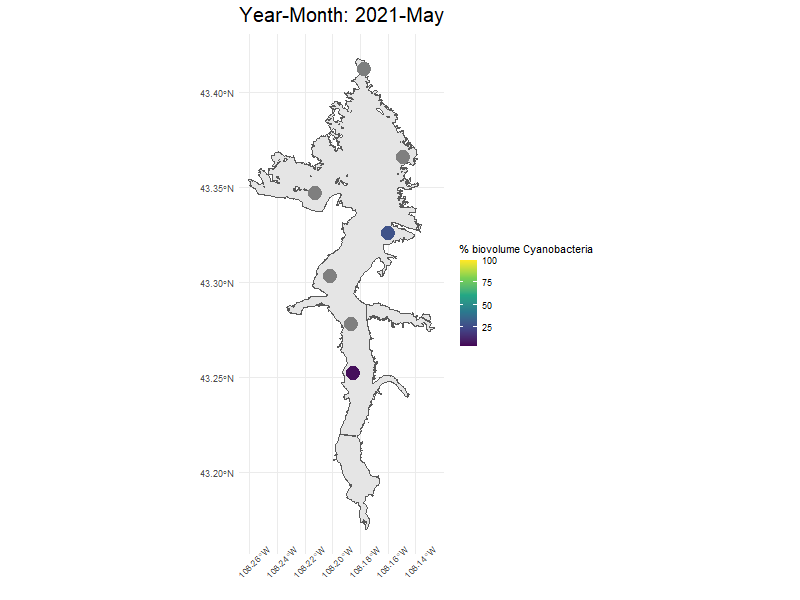 Year-Month: 2021-May
43.40°N
43.35°N
43.30°N
43.25°N
43.20°N
108.26°W
108.24°W
108.22°W
108.20°W
108.18°W
108.16°W
108.14°W
% biovolume Cyanobacteria
100
75
50
25